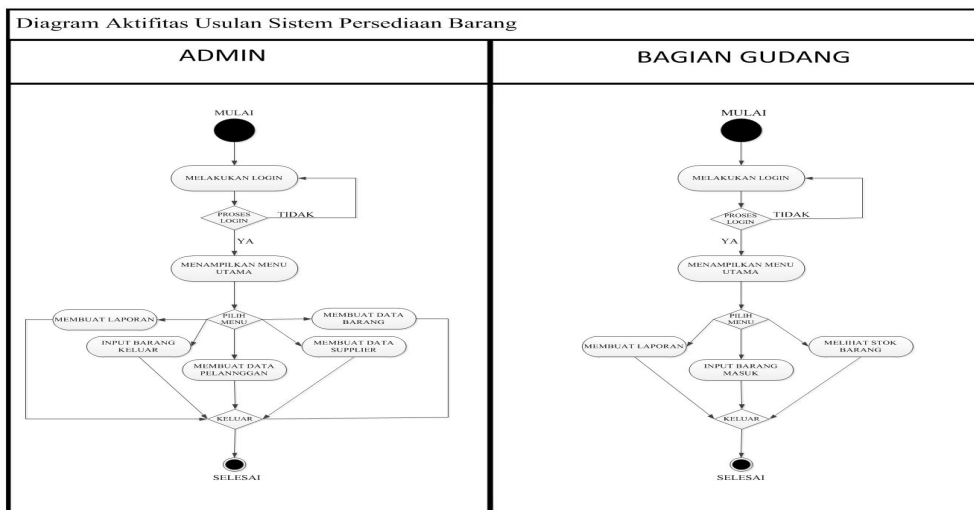 Diagram Aktifitas Usulan Sistem Persediaan Barang
ADMIN
MULAI
MELAKUKAN LOGIN
PROSES
LOGIN
TIDAK
YA
MENAMPILKAN MENU
UTAMA
PILIH
MENU
MEMBUAT LAPORAN
MEMBUAT DATA
BARANG
INPUT BARANG
KELUAR
MEMBUAT DATA
SUPPLIER
MEMBUAT DATA
PELANNGGAN
KELUAR
SELESAI
BAGIAN GUDANG
MULAI
MELAKUKAN LOGIN
PROSES
LOGIN
TIDAK
YA
MENAMPILKAN MENU
UTAMA
PILIH
MENU
MEMBUAT LAPORAN
MELIHAT STOK
BARANG
INPUT BARANG
MASUK
KELUAR
SELESAI